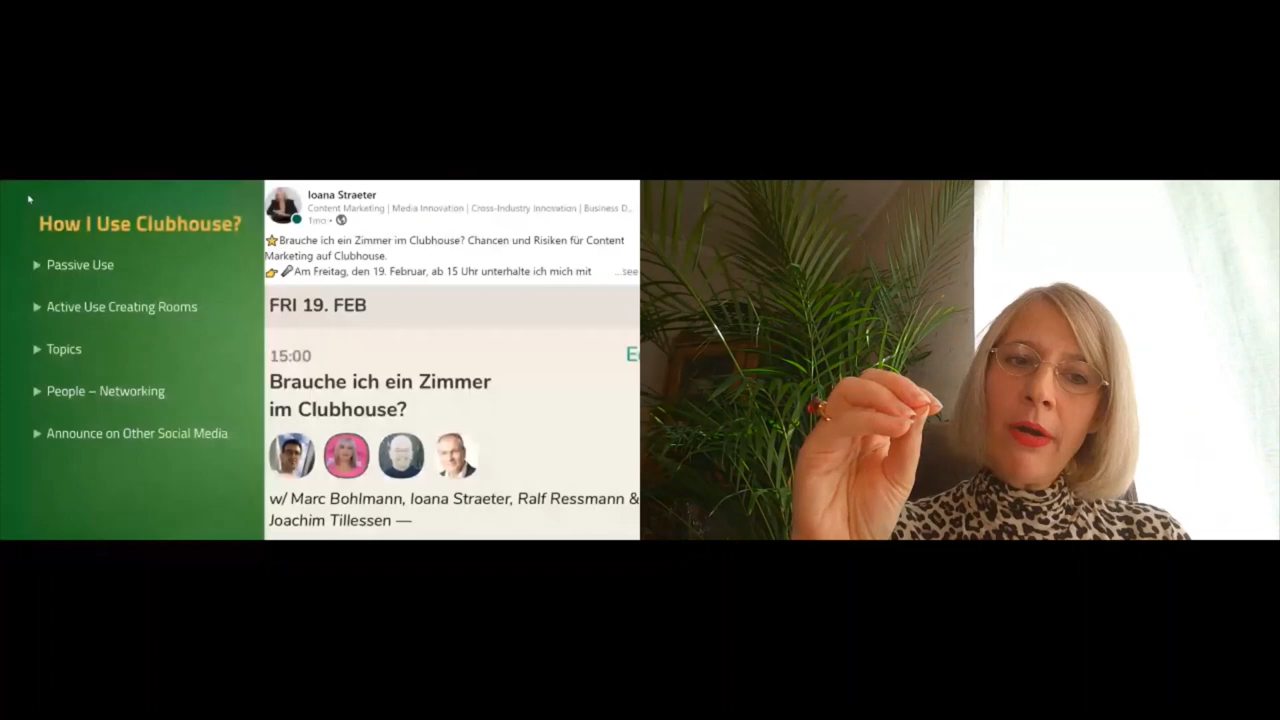 How I Use Clubhouse?
Passive Use
Active Use Creating Rooms
Topics
People – Networking
Announce on Other Social Media
Ioana Straeter
Content Marketing | Media Innovation | Cross-Industry Innovation | Business D...
1mo •
⭐Brauche ich ein Zimmer im Clubhouse? Chancen und Risiken für Content
Marketing auf Clubhouse.
👉 🎤Am Freitag, den 19. Februar, ab 15 Uhr unterhalte ich mich mit ...see
FRI 19. FEB
15:00
Brauche ich ein Zimmer
im Clubhouse?
w/ Marc Bohlmann, Ioana Straeter, Ralf Ressmann &
Joachim Tillessen —